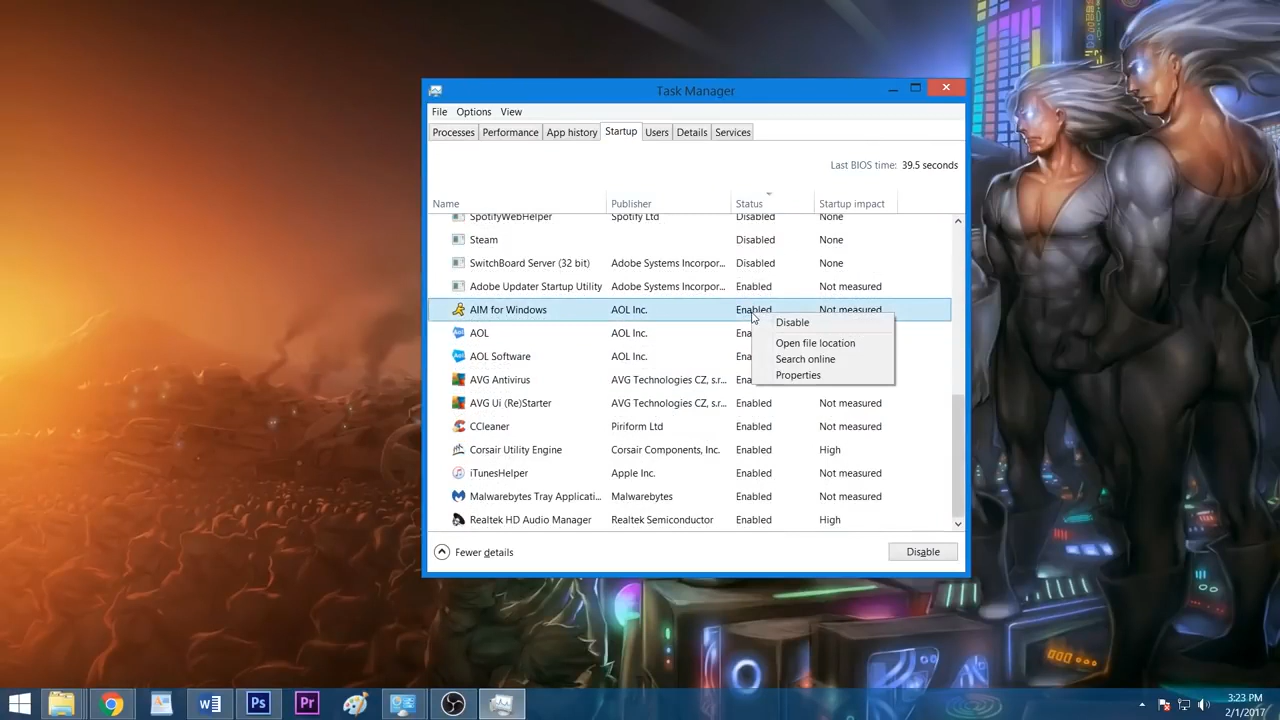 Task Manager
File Options View
Processes Performance App history Startup Users Details Services
Last BIOS time: 39.5 seconds
Name Publisher Status Startup impact
SpotifyWebHelper Spotify Ltd Disabled None
Steam Disabled None
SwitchBoard Server (32 bit) Adobe Systems Incorpor... Disabled None
Adobe Updater Startup Utility Adobe Systems Incorpor... Enabled Not measured
AIM for Windows AOL Inc. Enabled Not measured
Disable
AOL AOL Inc. Ena
Open file location
AOL Software AOL Inc. Ena
Search online
AVG Antivirus AVG Technologies CZ, s.r... Ena
Properties
AVG Ui (Re)Starter AVG Technologies CZ, s.r... Enabled Not measured
CCleaner Piriform Ltd Enabled Not measured
Corsair Utility Engine Corsair Components, Inc. Enabled High
iTunesHelper Apple Inc. Enabled Not measured
Malwarebytes Tray Applicati... Malwarebytes Enabled Not measured
Realtek HD Audio Manager Realtek Semiconductor Enabled High
Fewer details Disable
Ps Pr
3:23 PM
2/1/2017